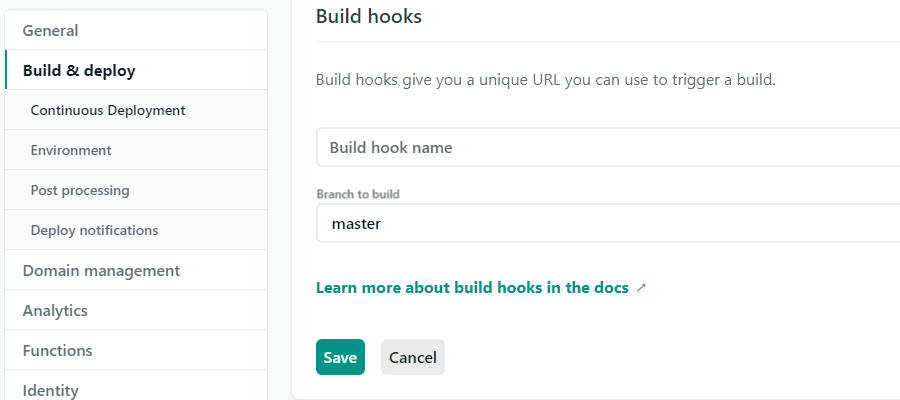 General
Build & deploy
Continuous Deployment
Environment
Post processing
Deploy notifications
Domain management
Analytics
Functions
Identity
Build hooks
Build hooks give you a unique URL you can use to trigger a build.
Build hook name
Branch to build
master
Learn more about build hooks in the docs ↗
Save Cancel